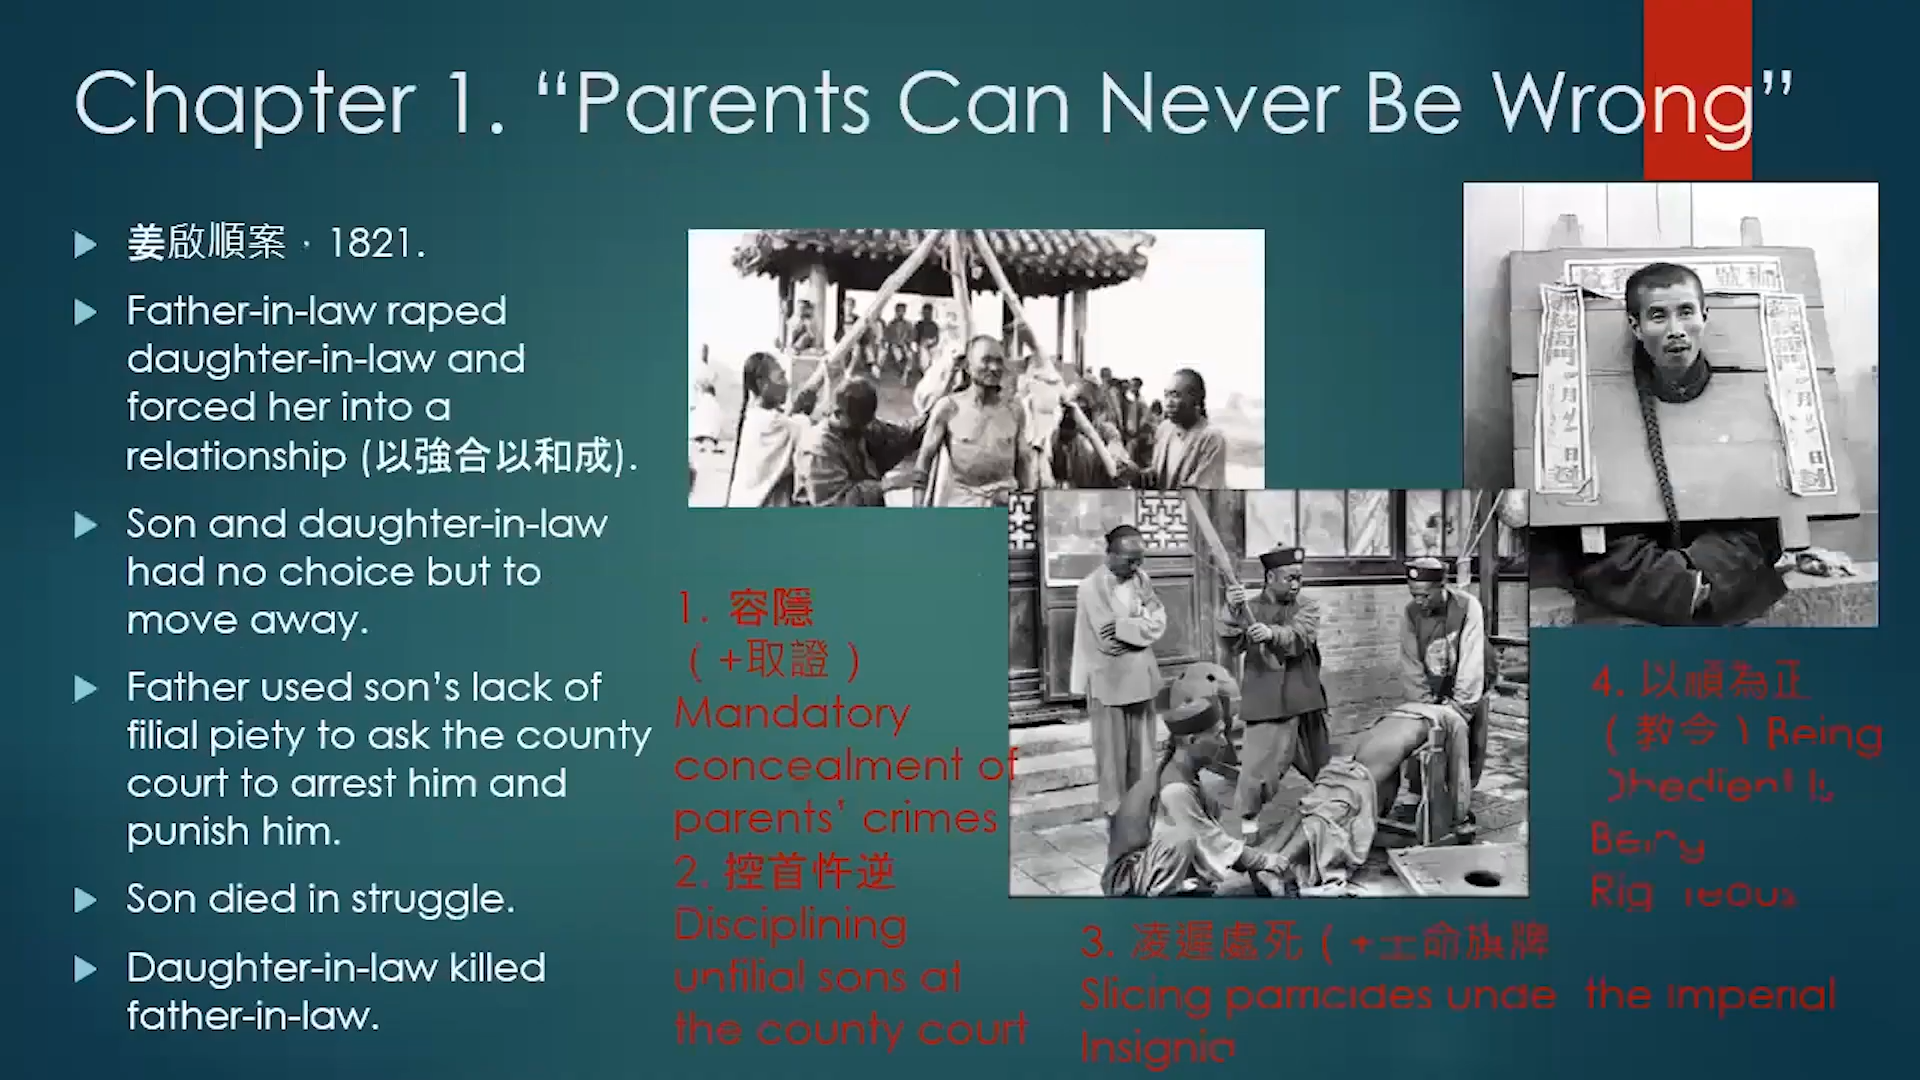 Chapter 1. “Parents Can Never Be Wrong”
姜啟順案，1821.
Father-in-law raped
daughter-in-law and
forced her into a
relationship (以強合以和成).
Son and daughter-in-law
had no choice but to
move away.
Father used son’s lack of
filial piety to ask the county
court to arrest him and
punish him.
Son died in struggle.
Daughter-in-law killed
father-in-law.
1. 容隱
（+取證）
Mandatory
concealment of
parents’ crimes
2. 控首忤逆
Disciplining
unfilial sons at
the county court
3. 凌遲處死（+王命旗牌
Slicing parricides under the Imperial
Insignia
4. 以順為正
（教令）Being
Obedient Is
Being
Righteous